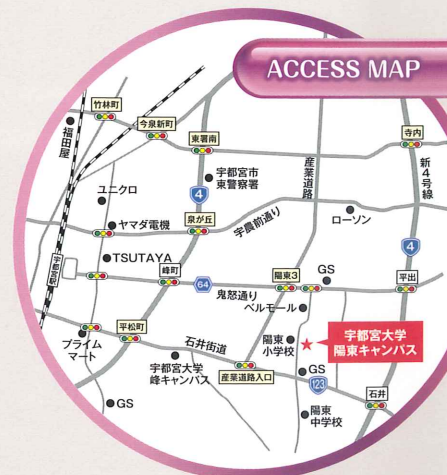 ACCESS MAP
竹林町
今泉新町
東署南
寺内
福田屋
宇都宮市
東警察署
産業道路
新4号線
ユニクロ
4
ヤマダ電機
泉が丘
宇農前通り
ローソン
4
TSUTAYA
宇都宮駅
峰町
64
陽東3
GS
平出
鬼怒通り
ベルモール
プライム
マート
平松町
石井街道
陽東
小学校
宇都宮大学
陽東キャンパス
宇都宮大学
峰キャンパス
産業道路入口
GS
123
石井
GS
陽東
中学校